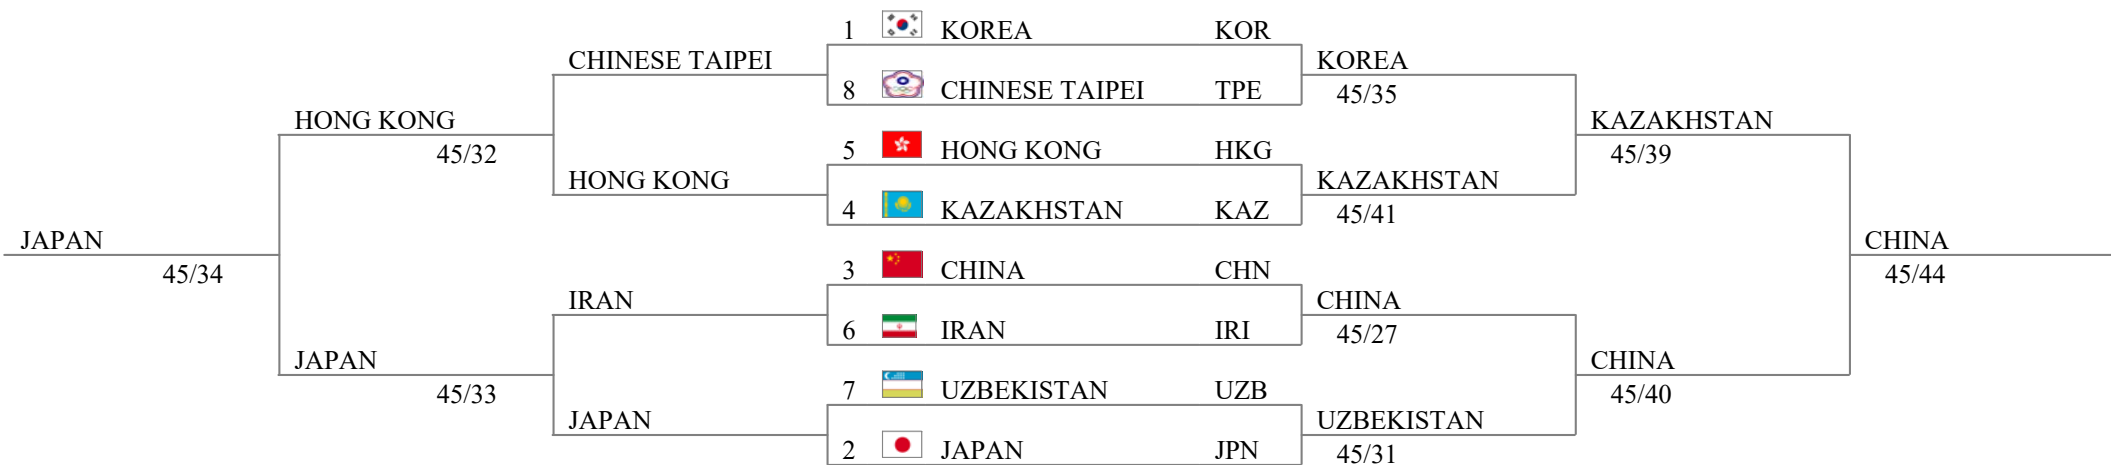 1 KOREA KOR
CHINESE TAIPEI KOREA
8 CHINESE TAIPEI TPE 45/35
HONG KONG KAZAKHSTAN
45/32 5 HONG KONG HKG 45/39
HONG KONG KAZAKHSTAN
4 KAZAKHSTAN KAZ 45/41
JAPAN CHINA
45/34 3 CHINA CHN 45/44
IRAN CHINA
6 IRAN IRI 45/27
JAPAN CHINA
45/33 7 UZBEKISTAN UZB 45/40
JAPAN UZBEKISTAN
2 JAPAN JPN 45/31